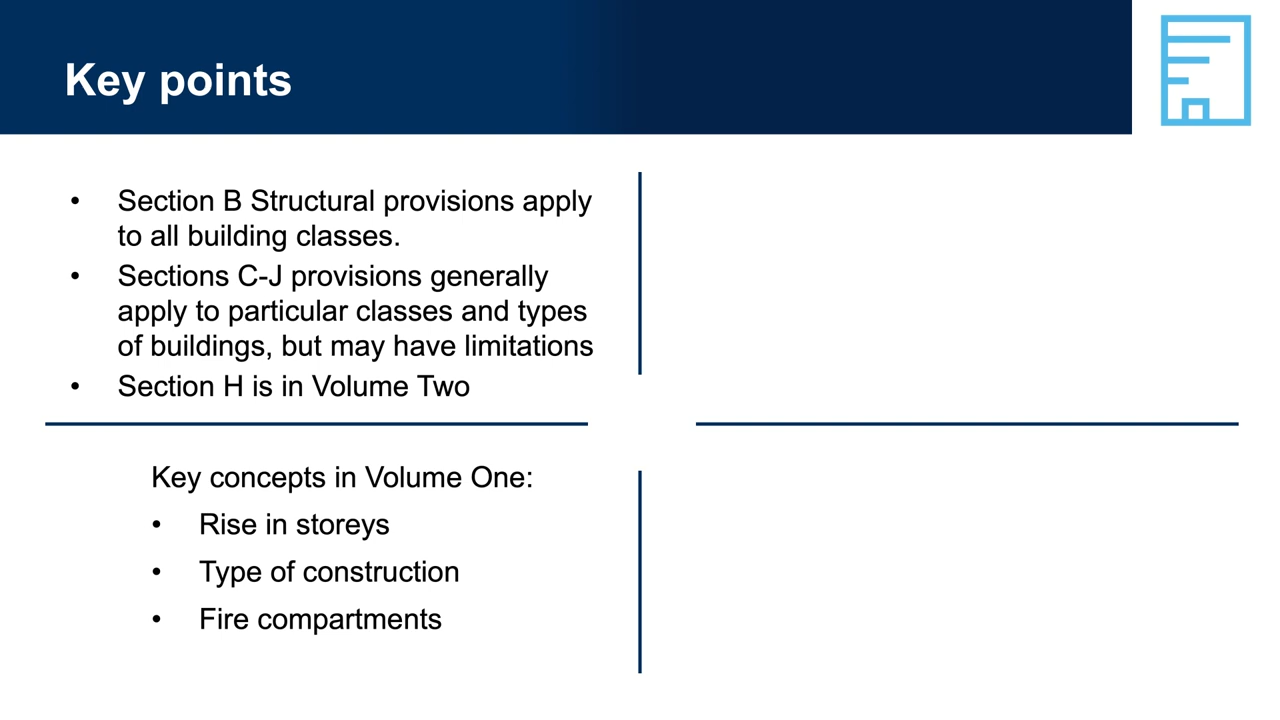 Key points
• Section B Structural provisions apply
to all building classes.
• Sections C-J provisions generally
apply to particular classes and types
of buildings, but may have limitations
• Section H is in Volume Two
Key concepts in Volume One:
• Rise in storeys
• Type of construction
• Fire compartments